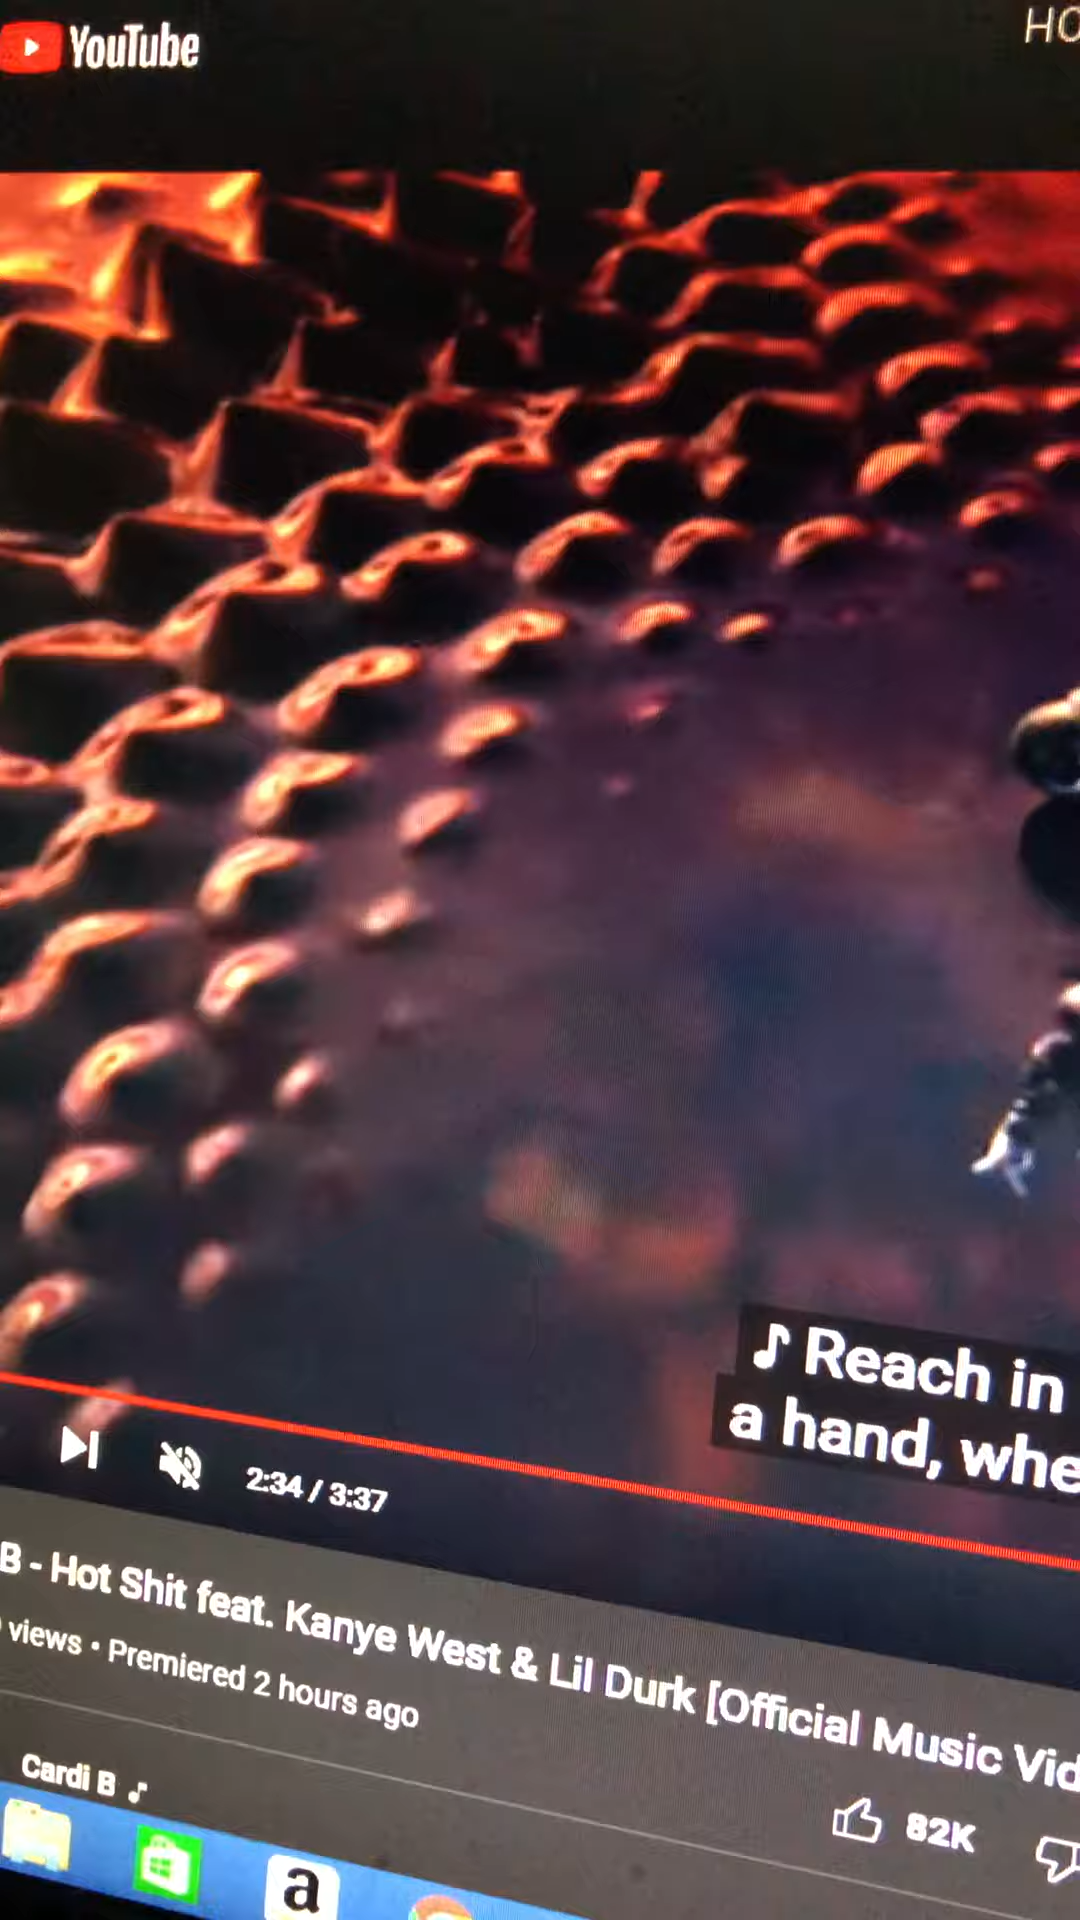 YouTube
HO
♪ Reach in
a hand, whe
2:34 / 3:37
B - Hot Shit feat. Kanye West & Lil Durk [Official Music Vid
views • Premiered 2 hours ago
Cardi B ♪
82K
a